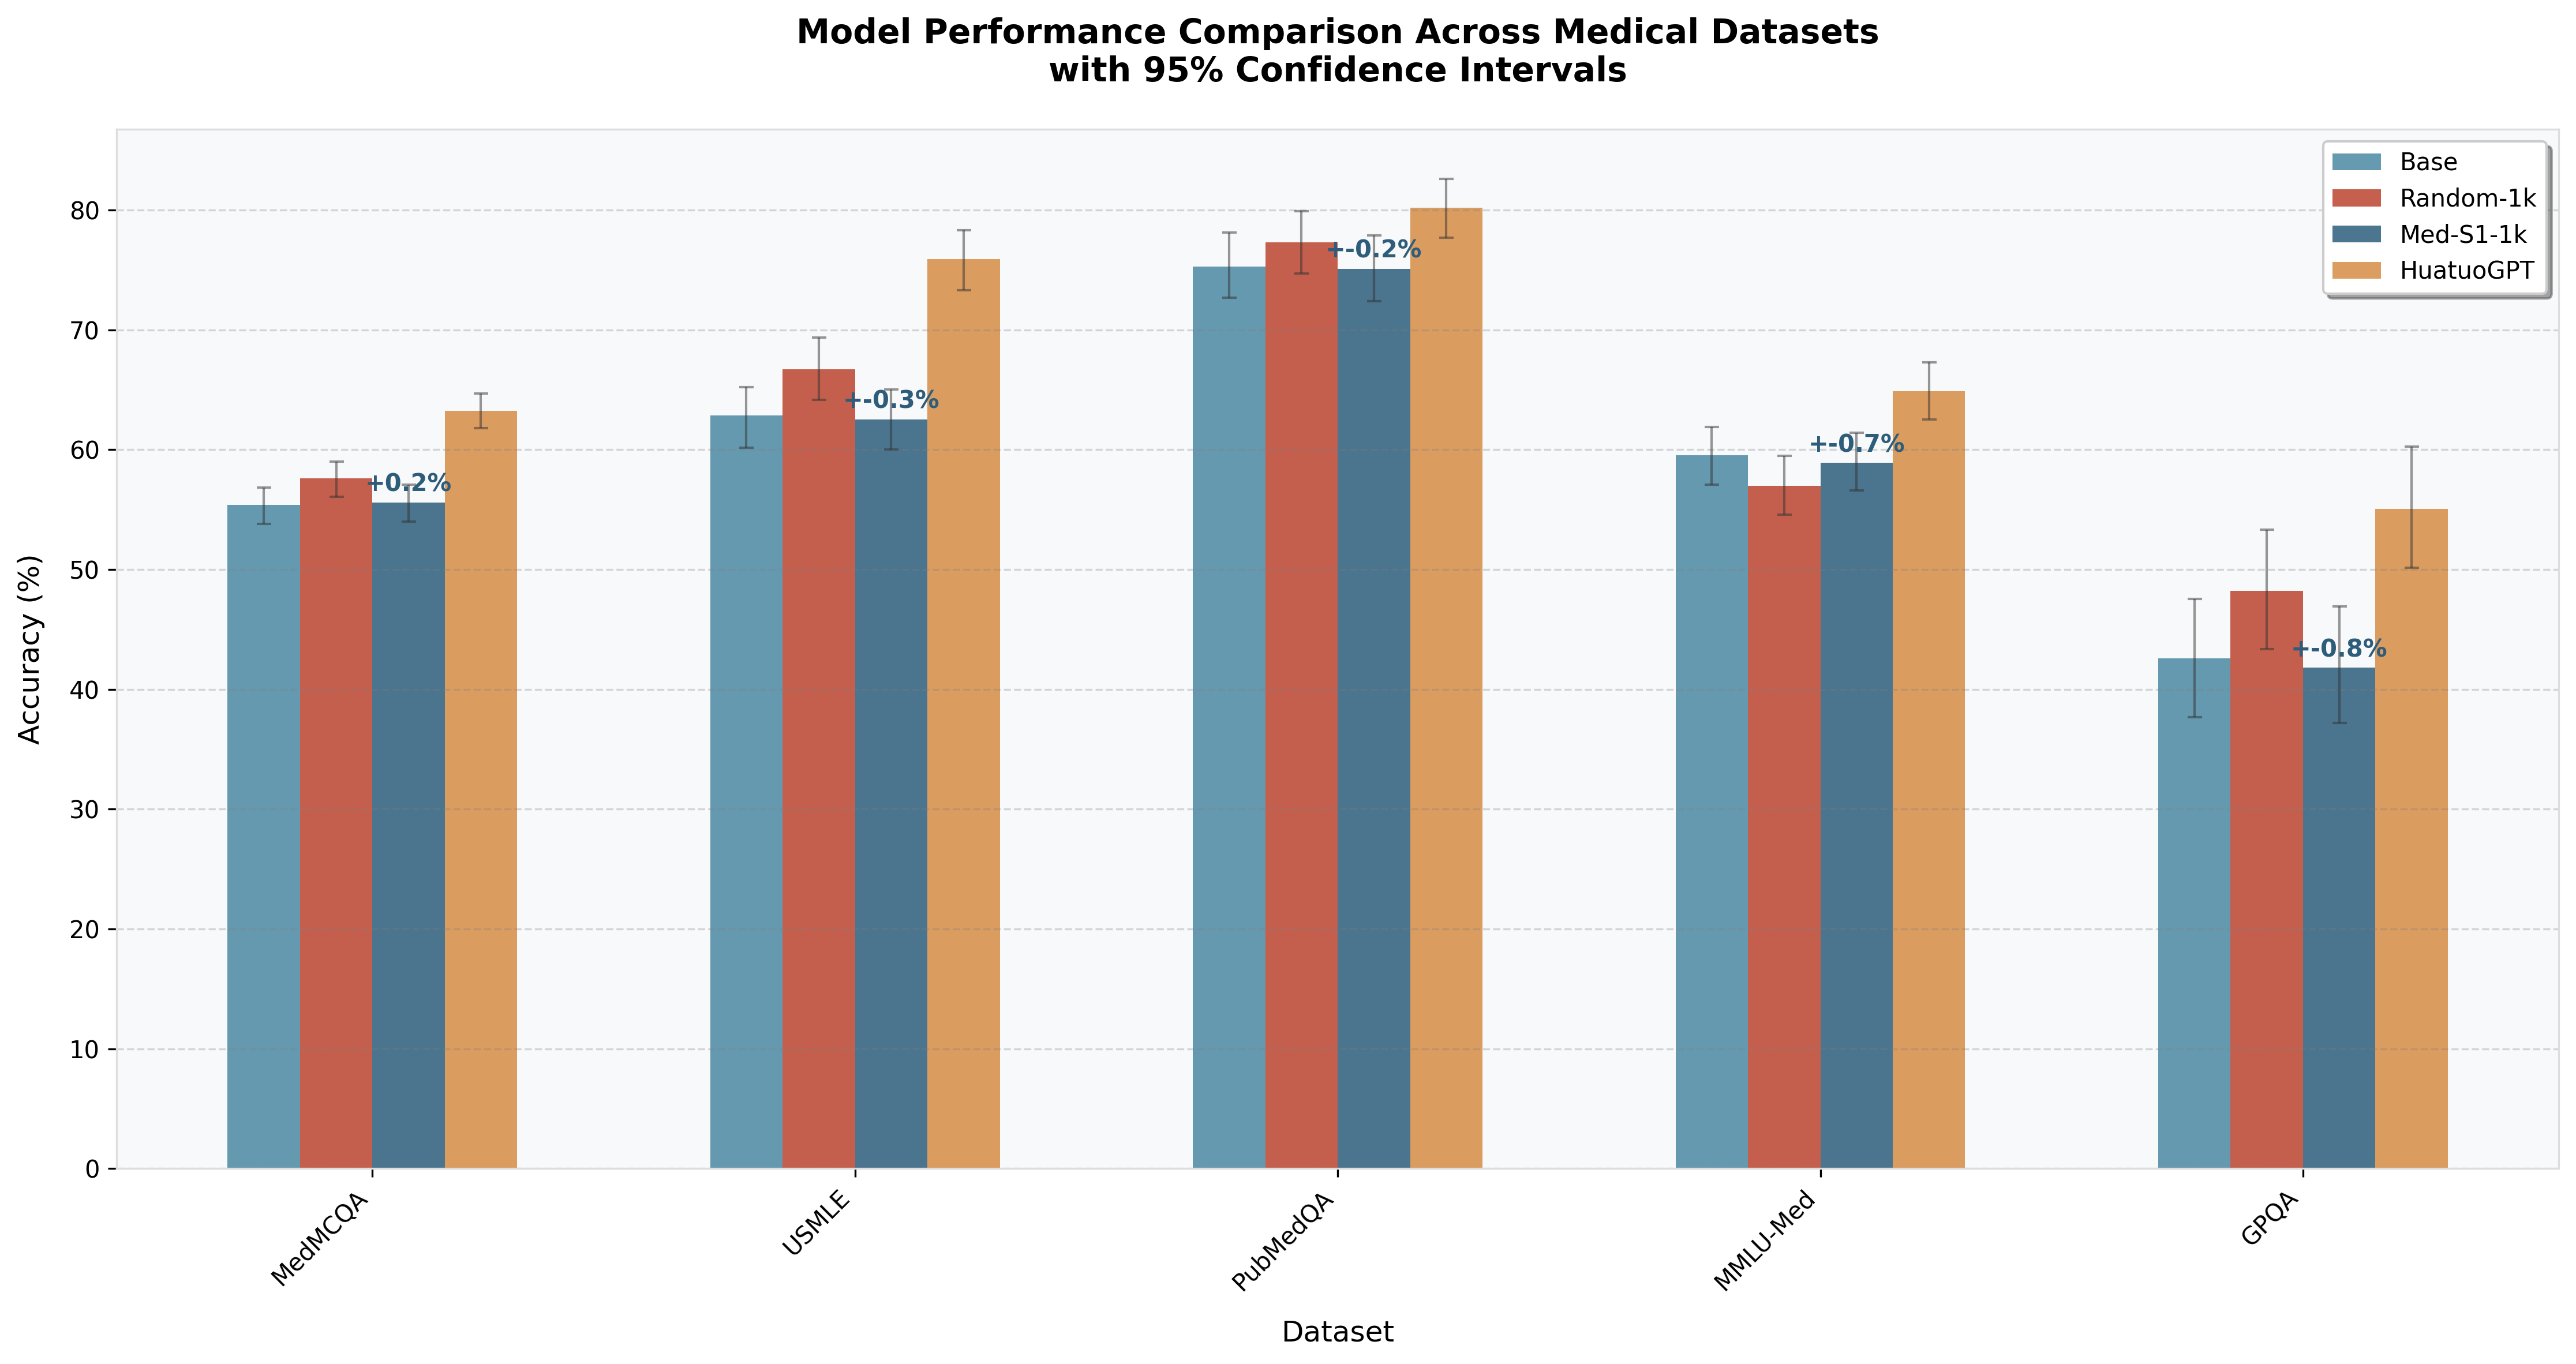 Model Performance Comparison Across Medical Datasets
with 95% Confidence Intervals
Base
Random-1k
Med-S1-1k
HuatuoGPT
Accuracy (%)
80
70
60
50
40
30
20
10
0
+0.2%
+-0.3%
+-0.2%
+-0.7%
+-0.8%
MedMCQA
USMLE
PubMedQA
MMLU-Med
GPQA
Dataset